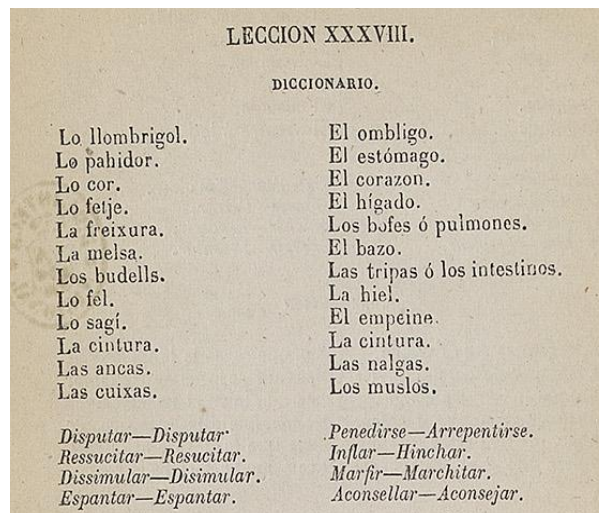 LECCION XXXVIII.
DICCIONARIO.
Lo llombrigol.
Lo pahidor.
Lo cor.
Lo fetje.
La freixura.
La melsa.
Los budells.
Lo fel.
Lo sagí.
La cintura.
Las ancas.
Las cuixas.
El ombligo.
El estómago.
El corazon.
El hígado.
Los bofes ó pulmones.
El bazo.
Las tripas ó los intestinos.
La hiel.
El empeine.
La cintura.
Las nalgas.
Los muslos.
Disputar—Disputar
Ressucitar—Resucitar.
Dissimular—Disimular.
Espantar—Espantar.
Penedirse—Arrepentirse.
Inflar—Hinchar.
Marfir—Marchitar.
Aconsellar—Aconsejar.